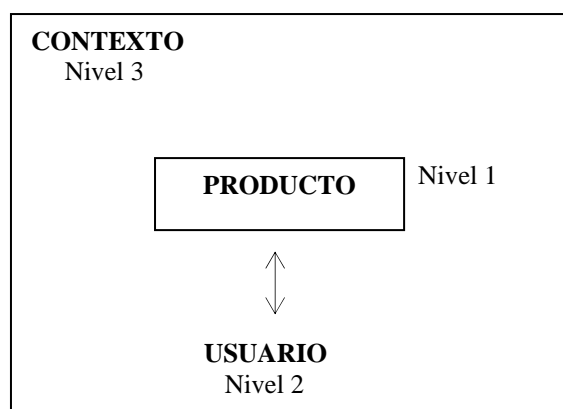 CONTEXTO
Nivel 3
PRODUCTO
Nivel 1
USUARIO
Nivel 2